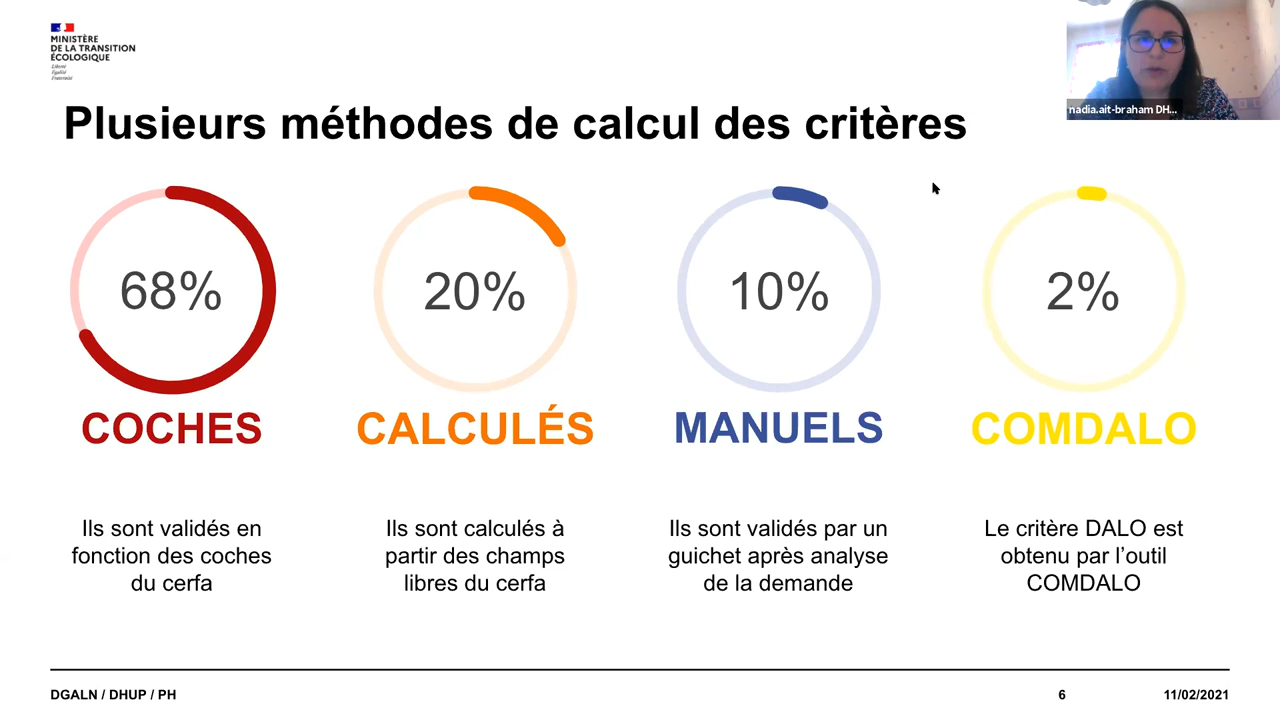 MINISTÈRE
DE LA TRANSITION
ÉCOLOGIQUE
Liberté
Égalité
Fraternité
nadia.ait-braham DH...
Plusieurs méthodes de calcul des critères
68%
20%
10%
2%
COCHES
CALCULÉS
MANUELS
COMDALO
Ils sont validés en
fonction des coches
du cerfa
Ils sont calculés à
partir des champs
libres du cerfa
Ils sont validés par un
guichet après analyse
de la demande
Le critère DALO est
obtenu par l’outil
COMDALO
DGALN / DHUP / PH
6
11/02/2021